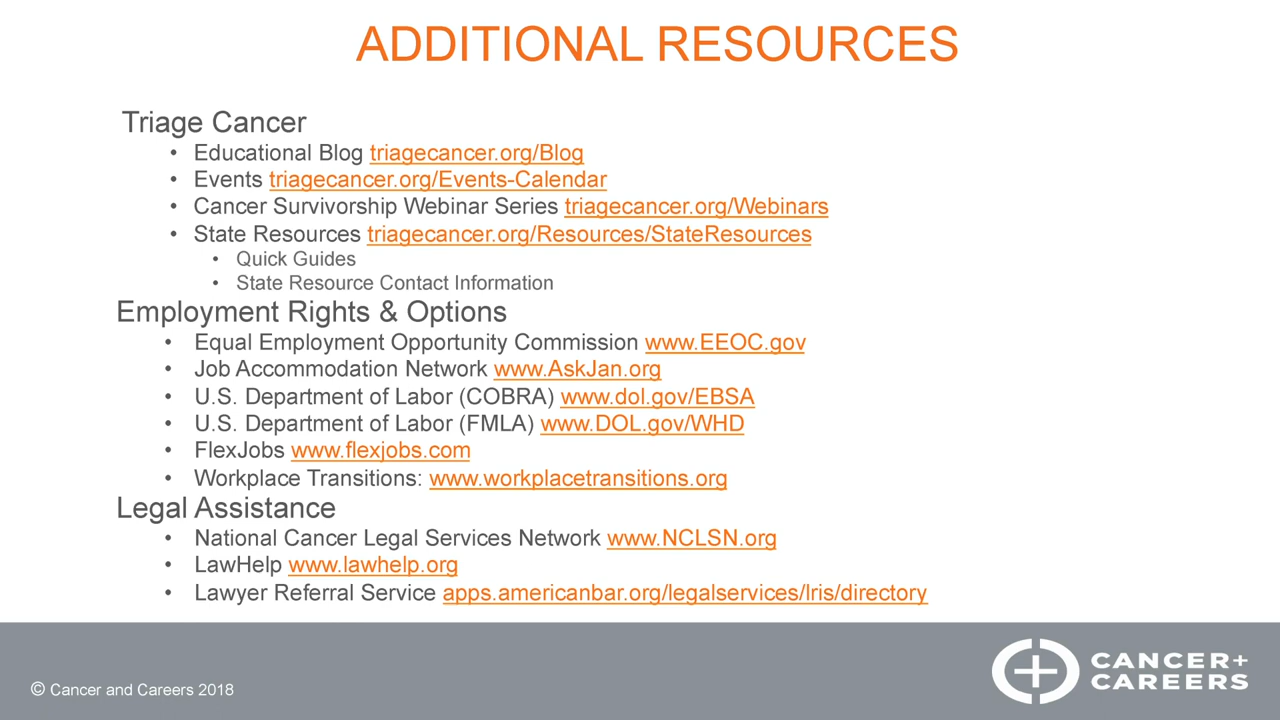 ADDITIONAL RESOURCES
Triage Cancer
• Educational Blog triagecancer.org/Blog
• Events triagecancer.org/Events-Calendar
• Cancer Survivorship Webinar Series triagecancer.org/Webinars
• State Resources triagecancer.org/Resources/StateResources
• Quick Guides
• State Resource Contact Information
Employment Rights & Options
• Equal Employment Opportunity Commission www.EEOC.gov
• Job Accommodation Network www.AskJan.org
• U.S. Department of Labor (COBRA) www.dol.gov/EBSA
• U.S. Department of Labor (FMLA) www.DOL.gov/WHD
• FlexJobs www.flexjobs.com
• Workplace Transitions: www.workplacetransitions.org
Legal Assistance
• National Cancer Legal Services Network www.NCLSN.org
• LawHelp www.lawhelp.org
• Lawyer Referral Service apps.americanbar.org/legalservices/lris/directory
© Cancer and Careers 2018
CANCER+
CAREERS